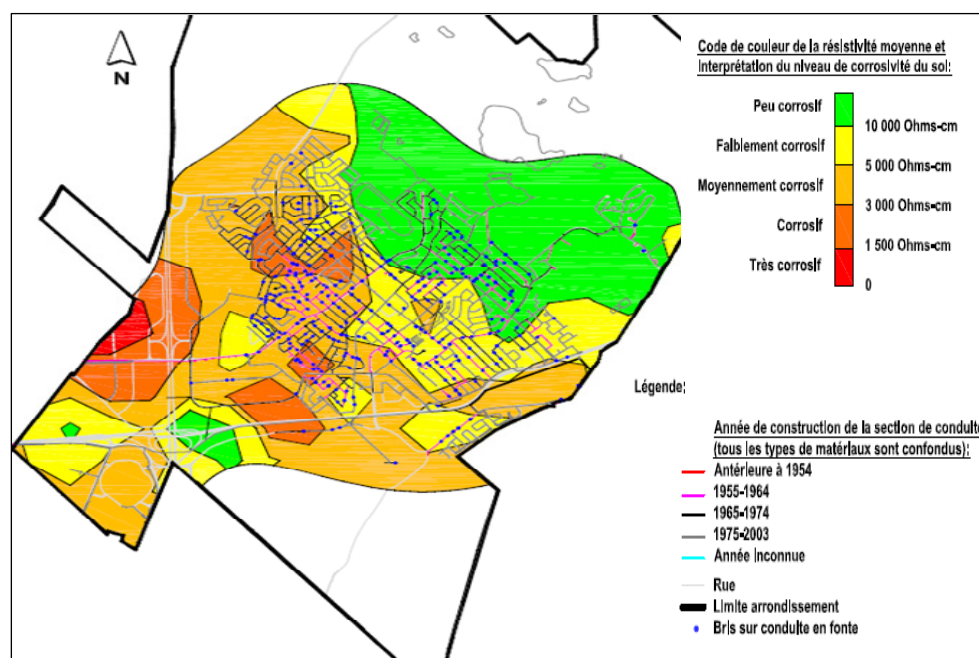 N
Code de couleur de la résistivité moyenne et
interprétation du niveau de corrosivité du sol:
Peu corrosif
10 000 Ohms-cm
Faiblement corrosif
5 000 Ohms-cm
Moyennement corrosif
3 000 Ohms-cm
Corrosif
1 500 Ohms-cm
Très corrosif
0
Légende:
Année de construction de la section de conduite
(tous les types de matériaux sont confondus):
Antérieure à 1954
1955-1964
1965-1974
1975-2003
Année inconnue
Rue
Limite arrondissement
Bris sur conduite en fonte